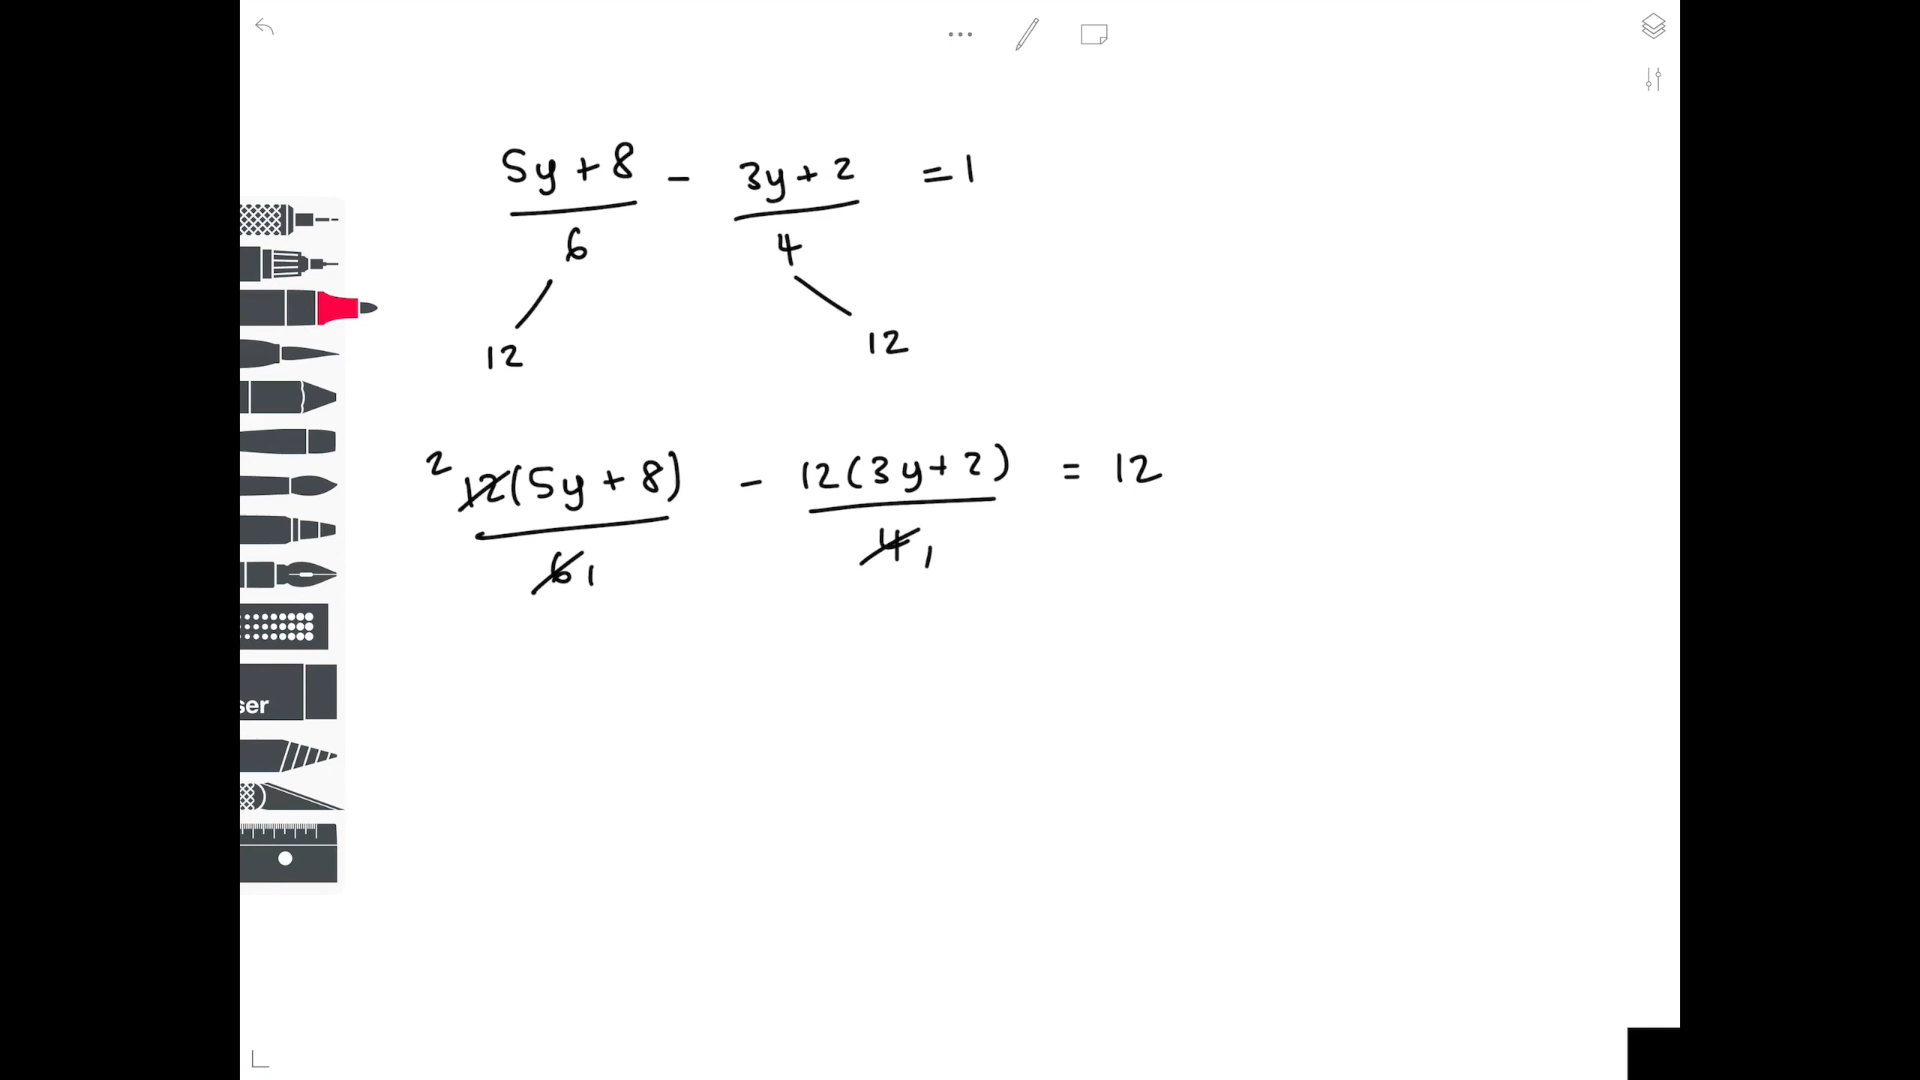 5y + 8 - 3y + 2 = 1
6 4
12 12
2 12(5y + 8) - 12(3y + 2) = 12
6 1 4 1
ser